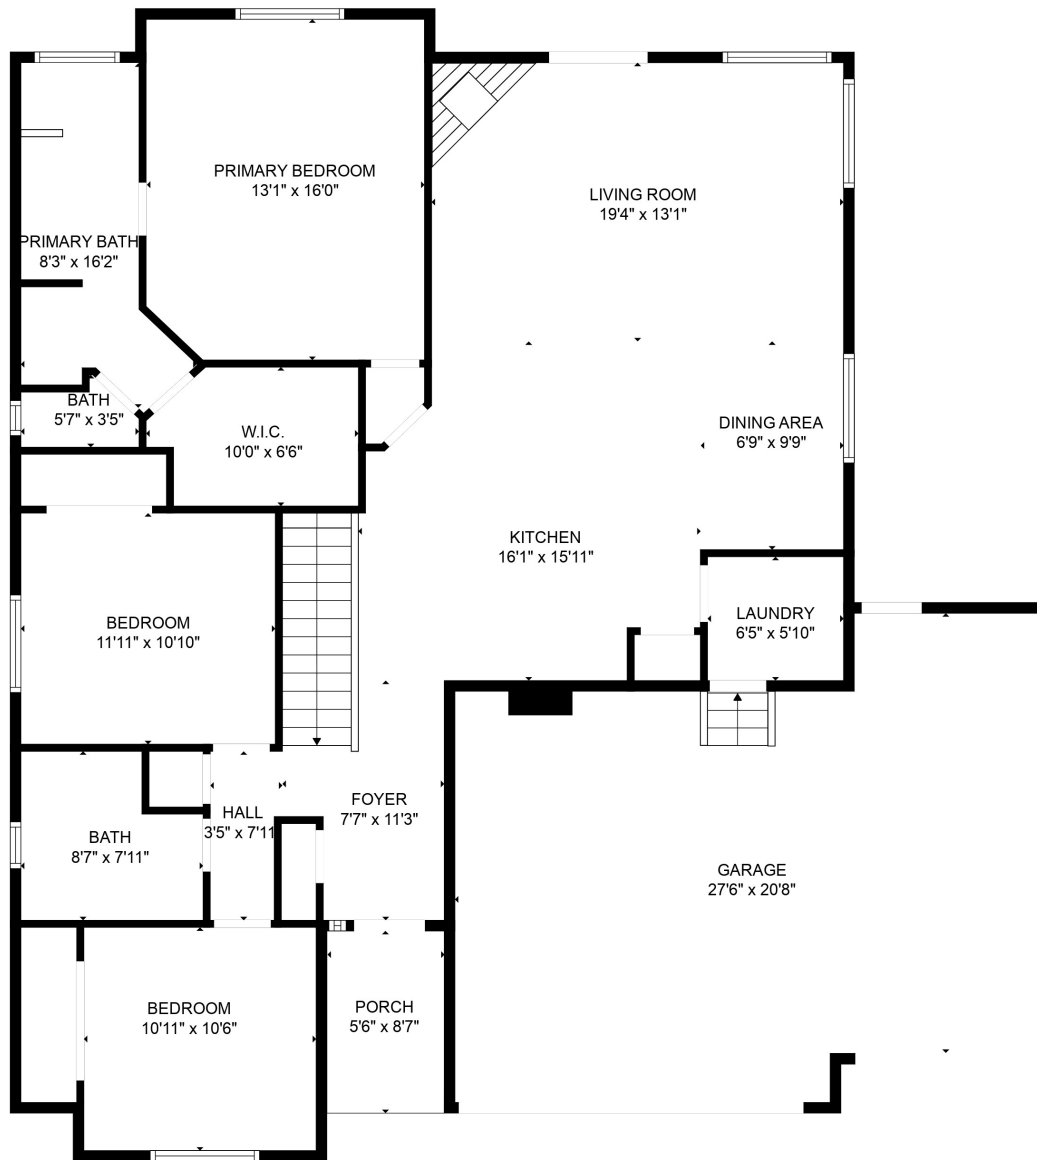 PRIMARY BEDROOM
13'1" x 16'0"
LIVING ROOM
19'4" x 13'1"
PRIMARY BATH
8'3" x 16'2"
BATH
5'7" x 3'5"
W.I.C.
10'0" x 6'6"
DINING AREA
6'9" x 9'9"
KITCHEN
16'1" x 15'11"
BEDROOM
11'11" x 10'10"
LAUNDRY
6'5" x 5'10"
FOYER
7'7" x 11'3"
HALL
3'5" x 7'11
BATH
8'7" x 7'11"
GARAGE
27'6" x 20'8"
BEDROOM
10'11" x 10'6"
PORCH
5'6" x 8'7"